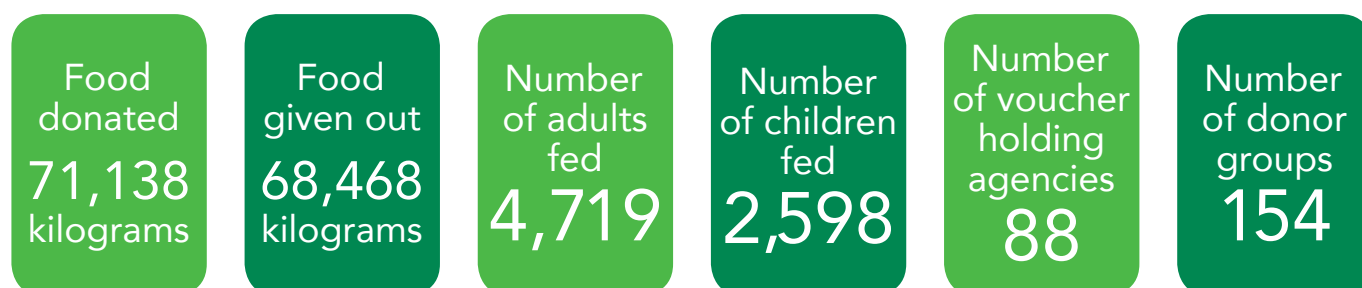 Food
donated
71,138
kilograms
Food
given out
68,468
kilograms
Number
of adults
fed
4,719
Number
of children
fed
2,598
Number
of voucher
holding
agencies
88
Number
of donor
groups
154